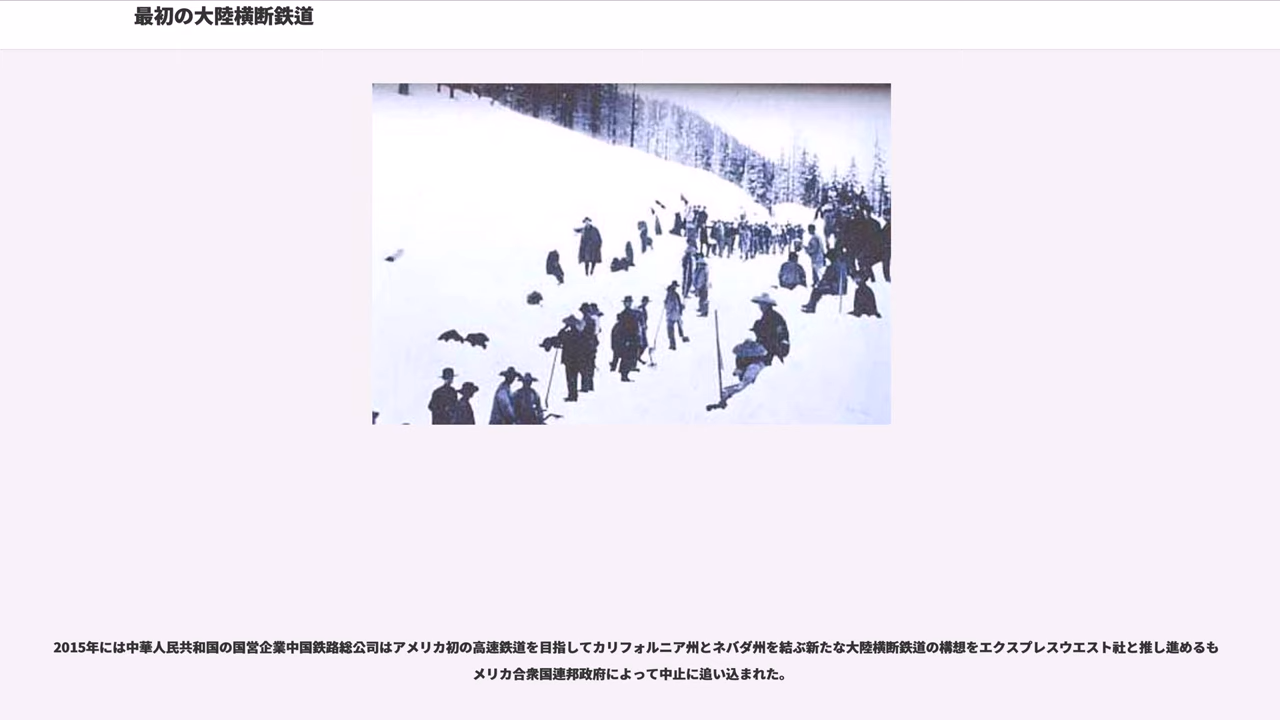 最初の大陸横断鉄道
2015年には中華人民共和国の国営企業中国鉄路総公司はアメリカ初の高速鉄道を目指してカリフォルニア州とネバダ州を結ぶ新たな大陸横断鉄道の構想をエクスプレスウエスト社と推し進めるも
メリカ合衆国連邦政府によって中止に追い込まれた。